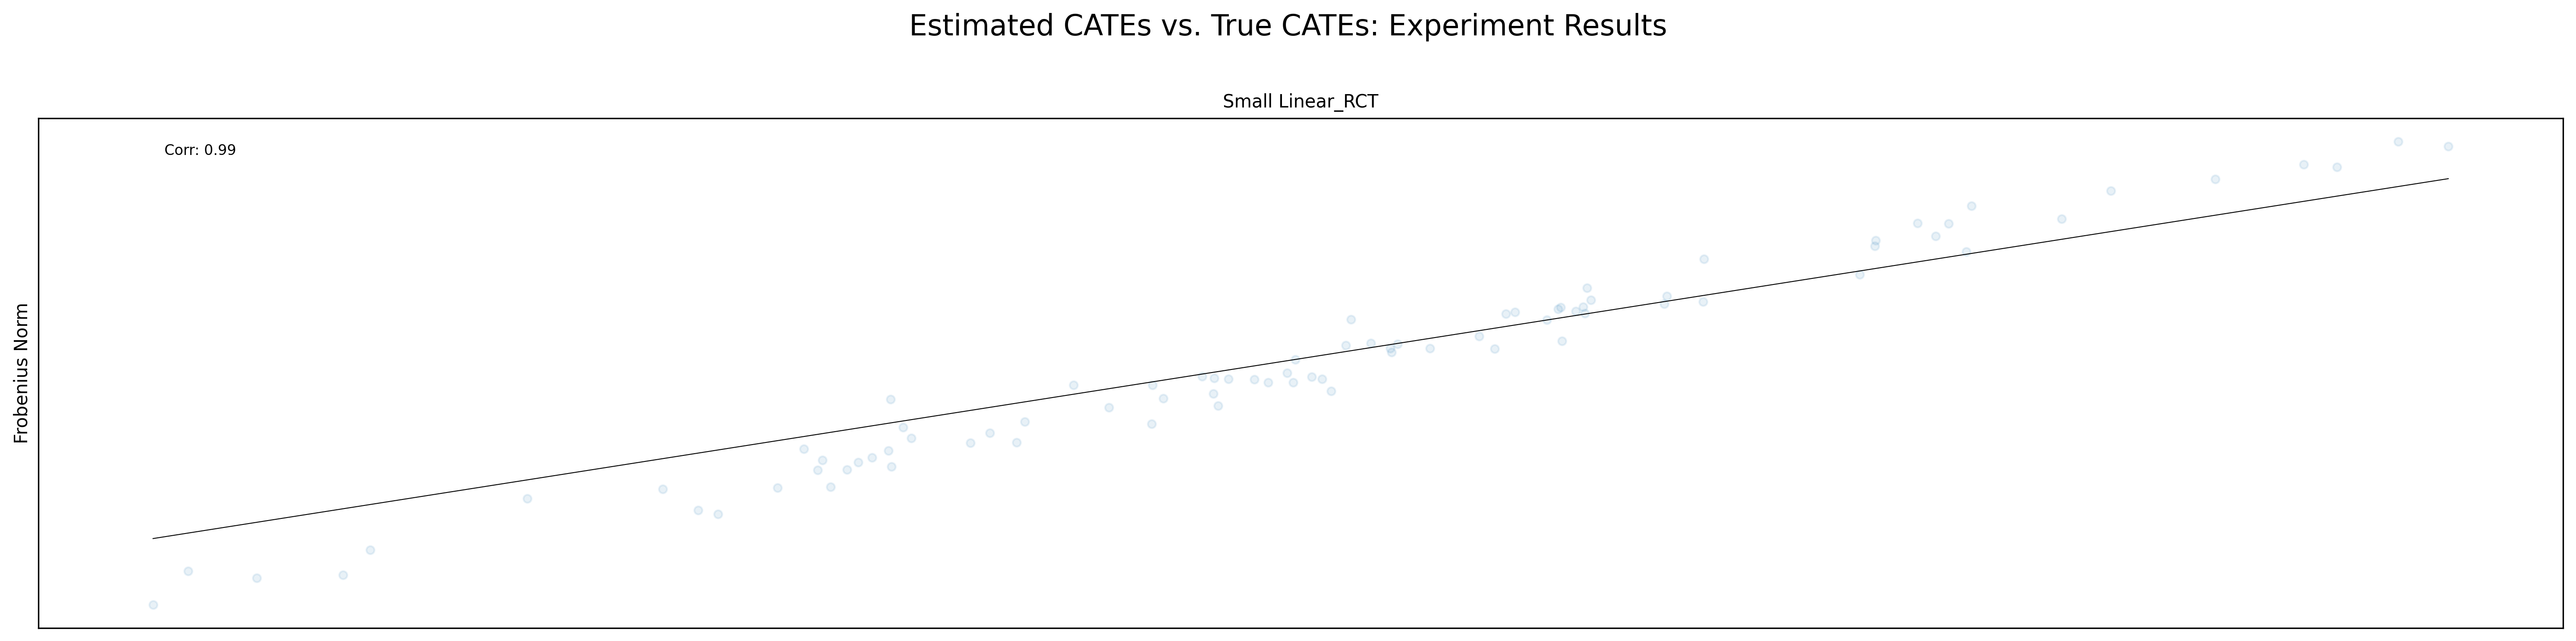 Estimated CATEs vs. True CATEs: Experiment Results
Small Linear_RCT
Corr: 0.99
Frobenius Norm